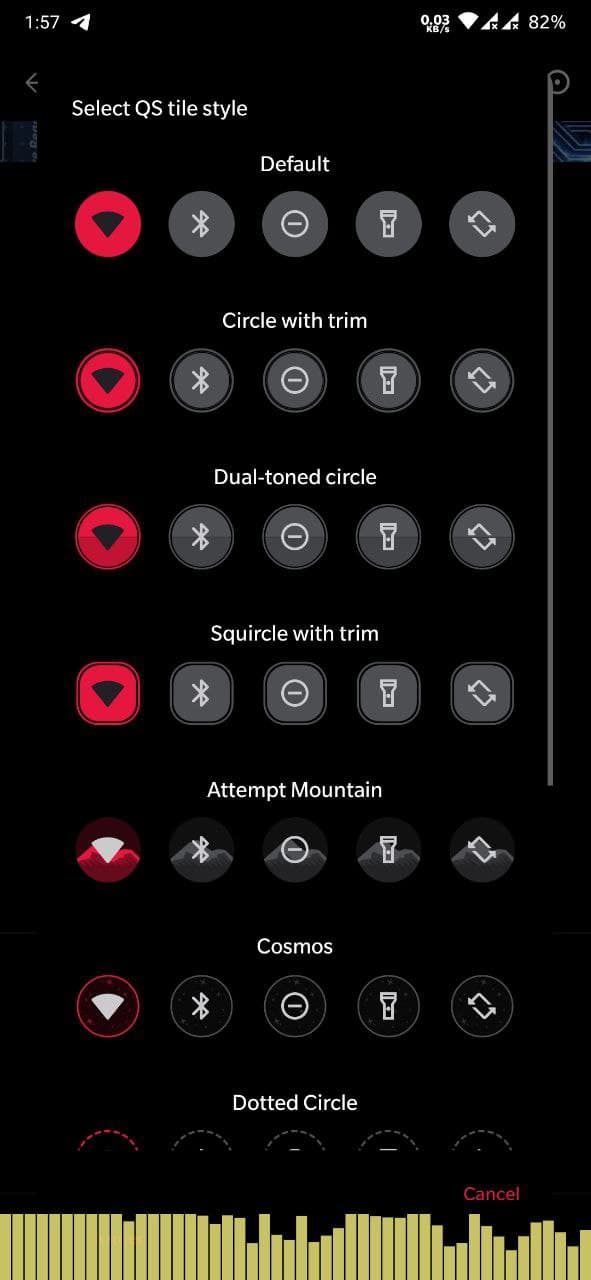 1:57
0.03
KB/s
82%
Select QS tile style
Default
Circle with trim
Dual-toned circle
Squircle with trim
Attempt Mountain
Cosmos
Dotted Circle
Cancel